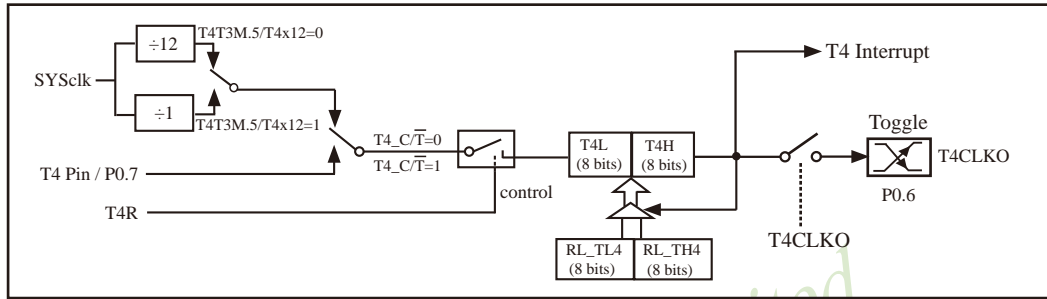 T4T3M.5/T4x12=0
÷12
SYSclk
÷1
T4T3M.5/T4x12=1
T4_C/T̅=0
T4_C/T̅=1
T4 Pin / P0.7
T4R
control
T4L
(8 bits)
T4H
(8 bits)
RL_TL4
(8 bits)
RL_TH4
(8 bits)
T4 Interrupt
Toggle
T4CLKO
P0.6
T4CLKO